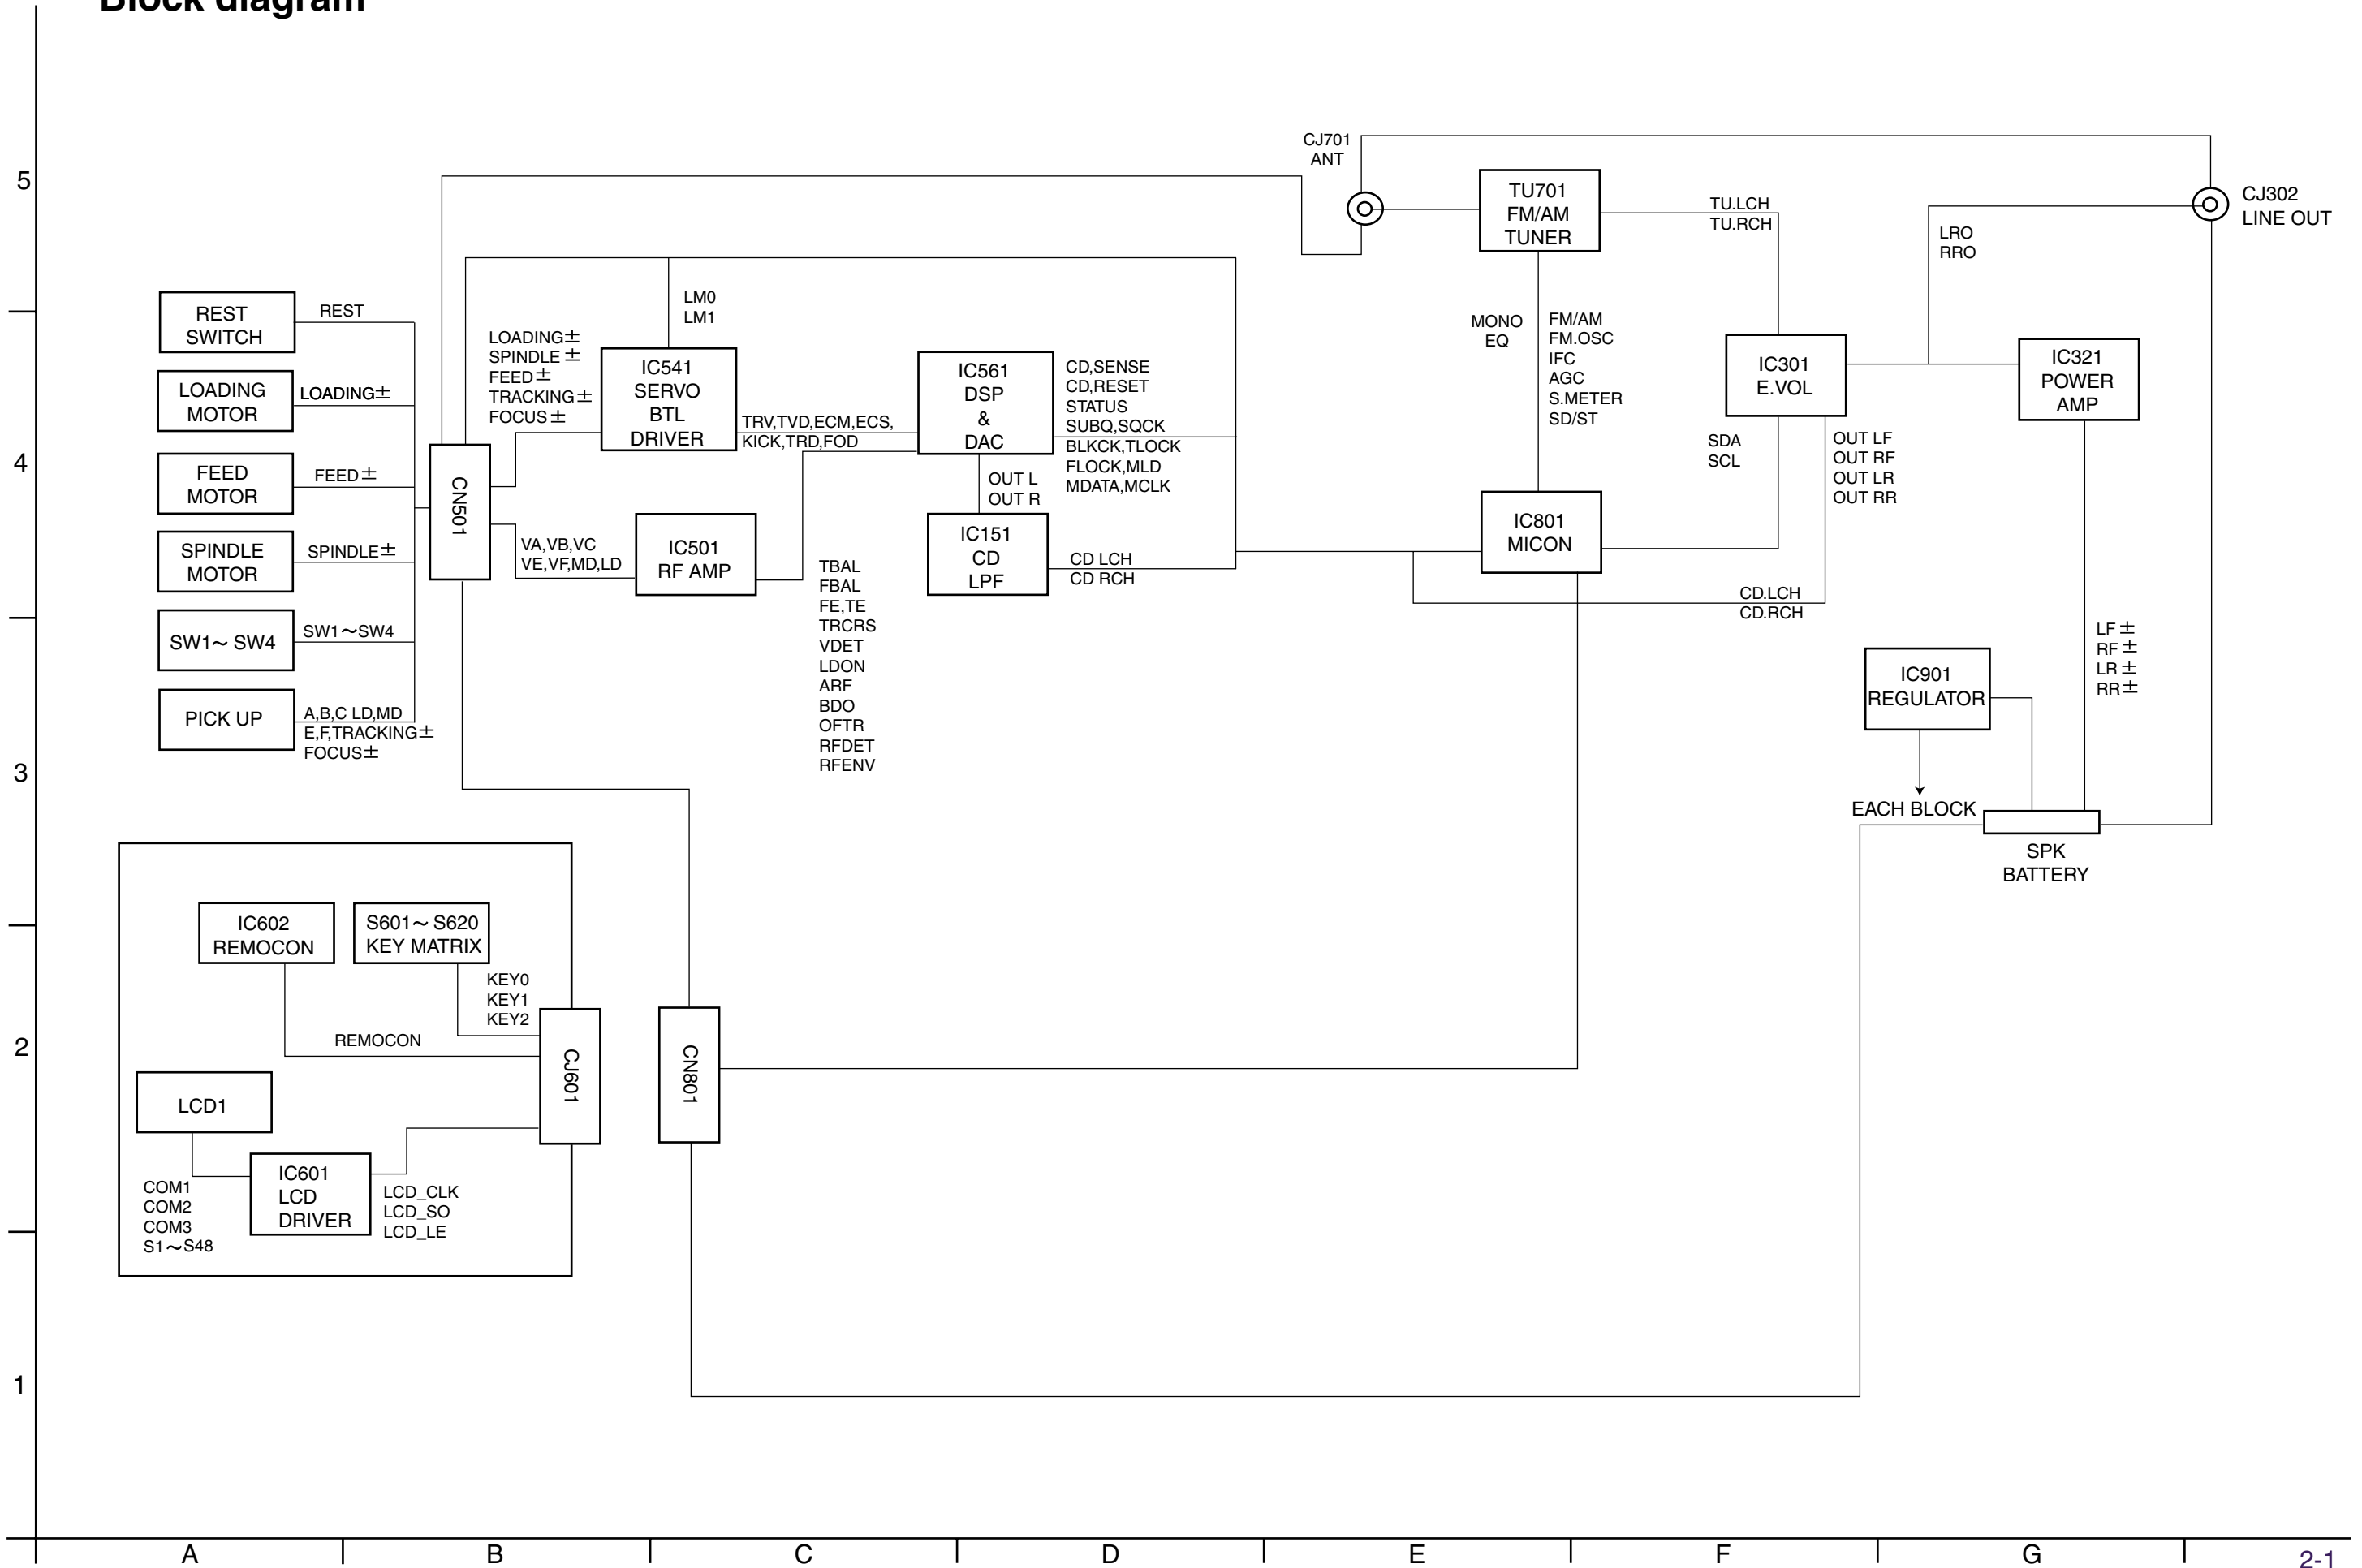 Block diagram
5
4
3
2
1
REST
SWITCH
REST
LOADING
MOTOR
LOADING±
FEED
MOTOR
FEED±
SPINDLE
MOTOR
SPINDLE±
SW1~ SW4
SW1~SW4
PICK UP
A,B,C LD,MD
E,F,TRACKING±
FOCUS±
CN501
LOADING±
SPINDLE ±
FEED±
TRACKING±
FOCUS±
LM0
LM1
IC541
SERVO
BTL
DRIVER
TRV,TVD,ECM,ECS,
KICK,TRD,FOD
VA,VB,VC
VE,VF,MD,LD
IC501
RF AMP
TBAL
FBAL
FE,TE
TRCRS
VDET
LDON
ARF
BDO
OFTR
RFDET
RFENV
IC561
DSP
&
DAC
OUT L
OUT R
IC151
CD
LPF
CD LCH
CD RCH
CD,SENSE
CD,RESET
STATUS
SUBQ,SQCK
BLKCK,TLOCK
FLOCK,MLD
MDATA,MCLK
CJ701
ANT
TU701
FM/AM
TUNER
TU.LCH
TU.RCH
MONO
EQ
FM/AM
FM.OSC
IFC
AGC
S.METER
SD/ST
IC801
MICON
SDA
SCL
IC301
E.VOL
OUT LF
OUT RF
OUT LR
OUT RR
CD.LCH
CD.RCH
LRO
RRO
CJ302
LINE OUT
IC321
POWER
AMP
LF±
RF±
LR±
RR±
IC901
REGULATOR
EACH BLOCK
SPK
BATTERY
IC602
REMOCON
S601~ S620
KEY MATRIX
KEY0
KEY1
KEY2
REMOCON
CJ601
LCD1
IC601
LCD
DRIVER
COM1
COM2
COM3
S1~S48
LCD_CLK
LCD_SO
LCD_LE
CN801
A
B
C
D
E
F
G
2-1